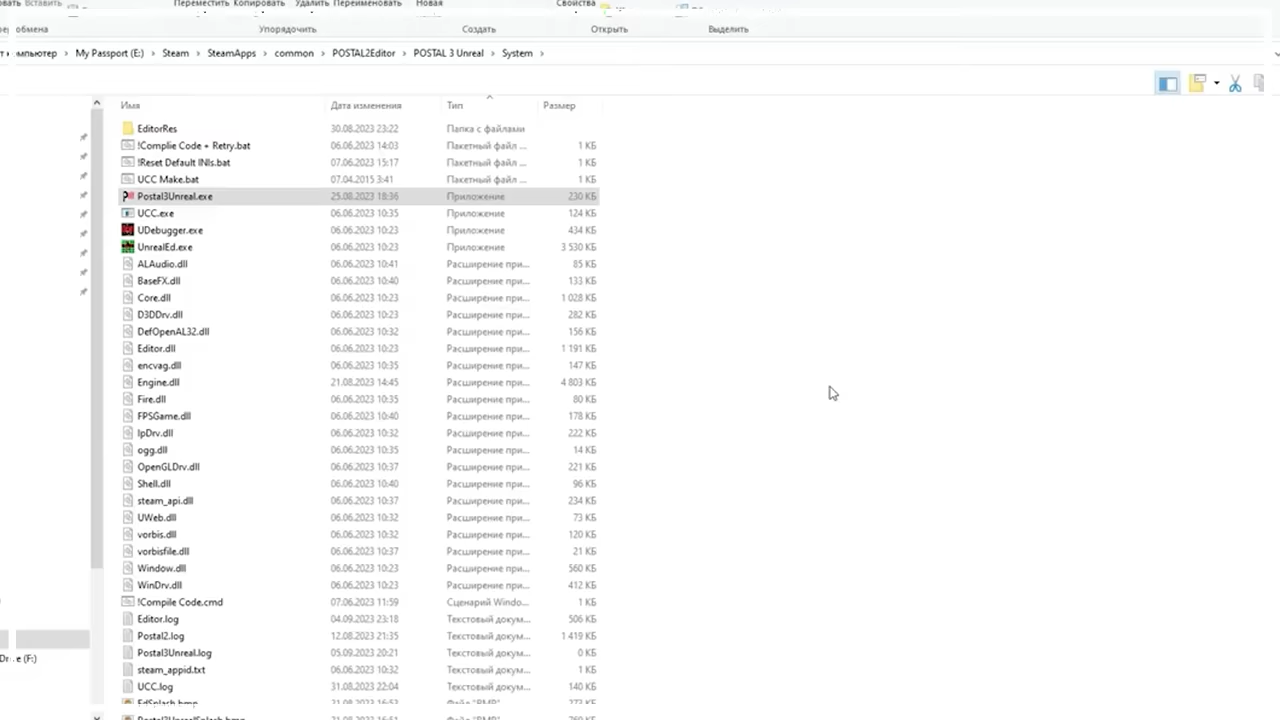 Вставить Переместить Копировать Удалить Переименовать Новая Свойства
обмена Упорядочить Создать Открыть Выделить
My Passport (E:) › Steam › SteamApps › common › POSTAL2Editor › POSTAL 3 Unreal › System ›
Имя Дата изменения Тип Размер
EditorRes 30.08.2023 23:22 Папка с файлами
!Complie Code + Retry.bat 06.06.2023 14:03 Пакетный файл ... 1 КБ
!Reset Default INIs.bat 07.06.2023 15:17 Пакетный файл ... 1 КБ
UCC Make.bat 07.04.2015 3:41 Пакетный файл ... 1 КБ
Postal3Unreal.exe 25.08.2023 18:36 Приложение 230 КБ
UCC.exe 06.06.2023 10:35 Приложение 124 КБ
UDebugger.exe 06.06.2023 10:23 Приложение 434 КБ
UnrealEd.exe 06.06.2023 10:23 Приложение 3 530 КБ
ALAudio.dll 06.06.2023 10:41 Расширение при... 85 КБ
BaseFX.dll 06.06.2023 10:40 Расширение при... 133 КБ
Core.dll 06.06.2023 10:23 Расширение при... 1 028 КБ
D3DDrv.dll 06.06.2023 10:23 Расширение при... 282 КБ
DefOpenAL32.dll 06.06.2023 10:32 Расширение при... 156 КБ
Editor.dll 06.06.2023 10:23 Расширение при... 1 191 КБ
encvag.dll 06.06.2023 10:35 Расширение при... 147 КБ
Engine.dll 21.08.2023 14:45 Расширение при... 4 803 КБ
Fire.dll 06.06.2023 10:35 Расширение при... 80 КБ
FPSGame.dll 06.06.2023 10:40 Расширение при... 178 КБ
IpDrv.dll 06.06.2023 10:32 Расширение при... 222 КБ
ogg.dll 06.06.2023 10:35 Расширение при... 14 КБ
OpenGLDrv.dll 06.06.2023 10:37 Расширение при... 221 КБ
Shell.dll 06.06.2023 10:40 Расширение при... 96 КБ
steam_api.dll 06.06.2023 10:37 Расширение при... 234 КБ
UWeb.dll 06.06.2023 10:32 Расширение при... 73 КБ
vorbis.dll 06.06.2023 10:32 Расширение при... 120 КБ
vorbisfile.dll 06.06.2023 10:37 Расширение при... 21 КБ
Window.dll 06.06.2023 10:23 Расширение при... 560 КБ
WinDrv.dll 06.06.2023 10:23 Расширение при... 412 КБ
!Compile Code.cmd 07.06.2023 11:59 Сценарий Windo... 1 КБ
Editor.log 04.09.2023 23:18 Текстовый докум... 506 КБ
Postal2.log 12.08.2023 21:35 Текстовый докум... 1 419 КБ
Postal3Unreal.log 05.09.2023 20:21 Текстовый докум... 0 КБ
(F:)
steam_appid.txt 06.06.2023 10:32 Текстовый докум... 1 КБ
UCC.log 31.08.2023 22:04 Текстовый докум... 140 КБ
EdSplash.bmp 21.08.2023 16:52 Файл "BMP"